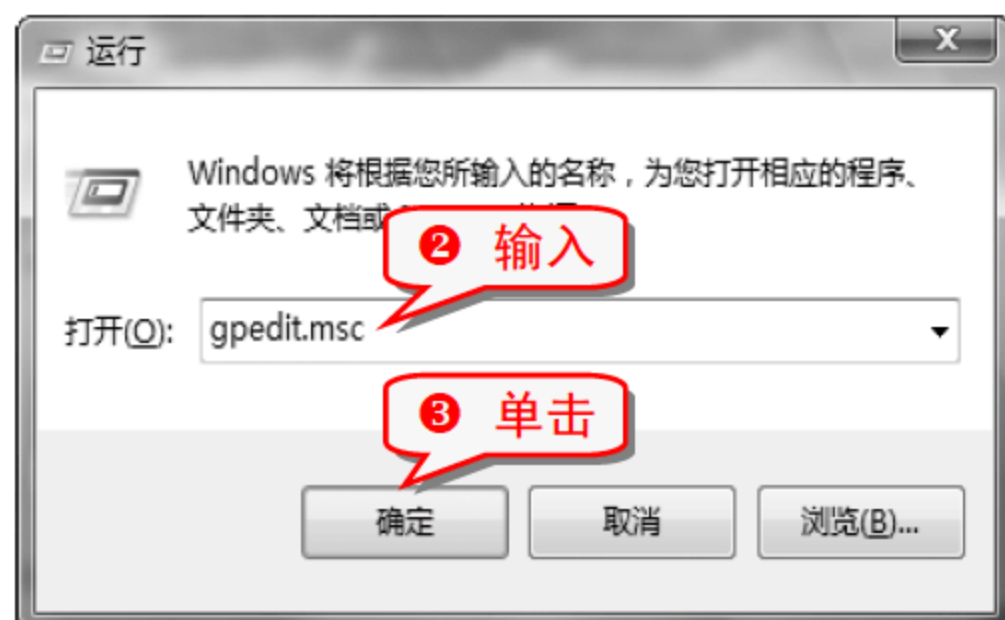 运行
Windows 将根据您所输入的名称，为您打开相应的程序、
文件夹、文档或
❷ 输入
打开(O): gpedit.msc
❸ 单击
确定 取消 浏览(B)...